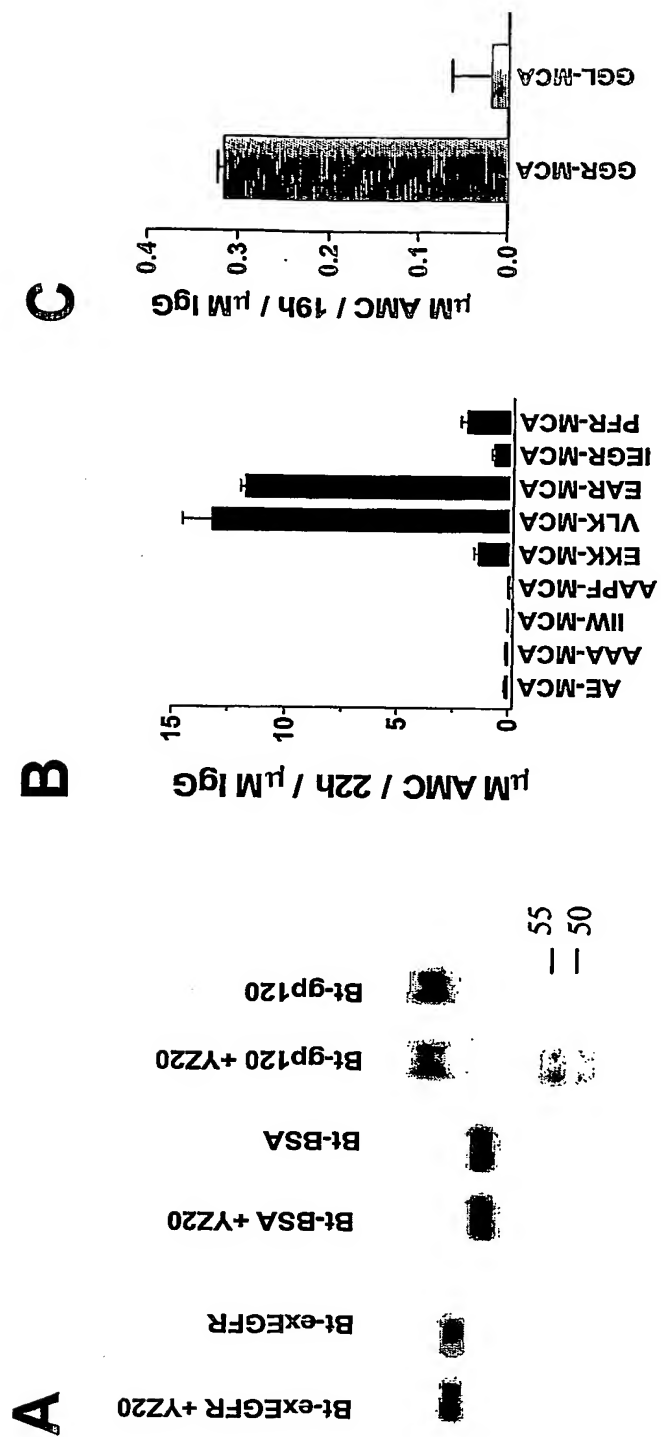 A
Bt-exEGFR +YZ20
Bt-exEGFR
Bt-BSA +YZ20
Bt-BSA
Bt-gp120 +YZ20
Bt-gp120
— 55
— 50
B
µM AMC / 22h / µM IgG
15
10
5
0
AE-MCA
AAA-MCA
IIW-MCA
AAPF-MCA
EKK-MCA
VLK-MCA
EAR-MCA
IEGR-MCA
PFR-MCA
C
µM AMC / 19h / µM IgG
0.4
0.3
0.2
0.1
0.0
GGR-MCA
GGL-MCA